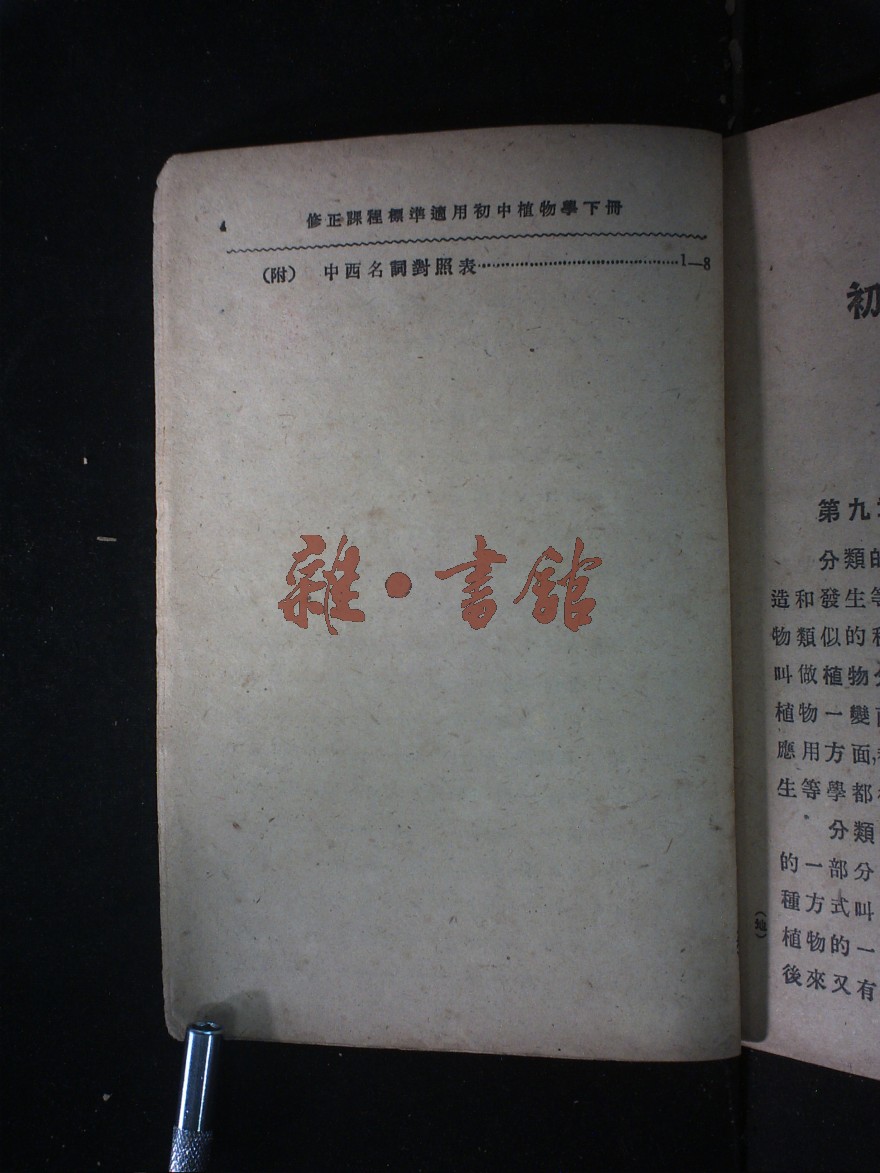 4
修正課程標準適用初中植物學下冊
(附) 中西名詞對照表……………………………1—8
雜·書館
初
第九
分類的
造和發生等
物類似的種
叫做植物分
植物一變
應用方面,
生等學都
分類
的一部分
種方式叫
植物的一
後來又有